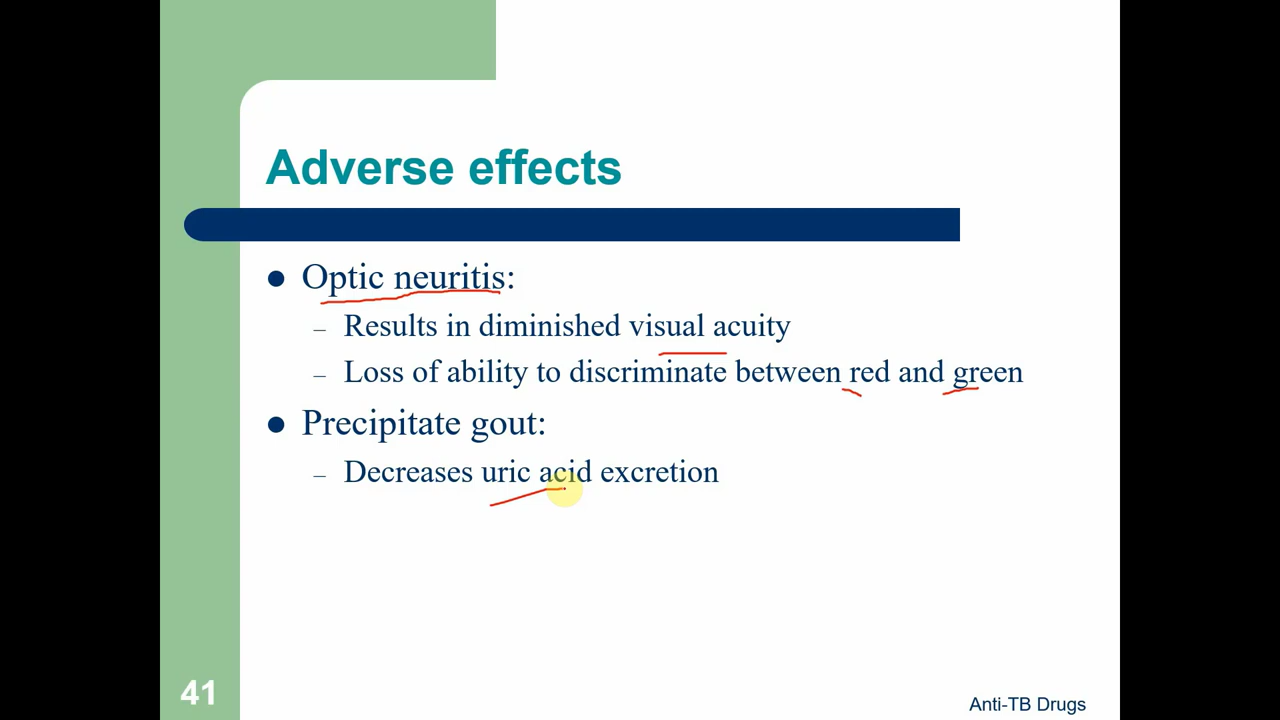 Adverse effects
● Optic neuritis:
– Results in diminished visual acuity
– Loss of ability to discriminate between red and green
● Precipitate gout:
– Decreases uric acid excretion
41
Anti-TB Drugs